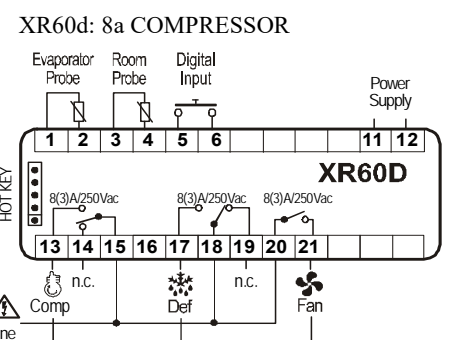 XR60d: 8a COMPRESSOR
Evaporator Room Digital
Probe Probe Input
Power
Supply
1 2 3 4 5 6 11 12
XR60D
HOT KEY
8(3)A/250Vac 8(3)A/250Vac 8(3)A/250Vac
13 14 15 16 17 18 19 20 21
n.c. n.c.
Comp Def Fan